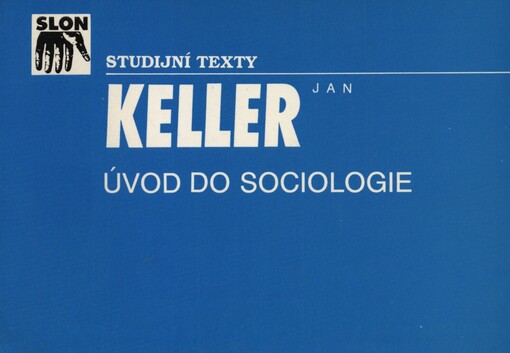 SLON
STUDIJNÍ TEXTY
JAN
KELLER
ÚVOD DO SOCIOLOGIE